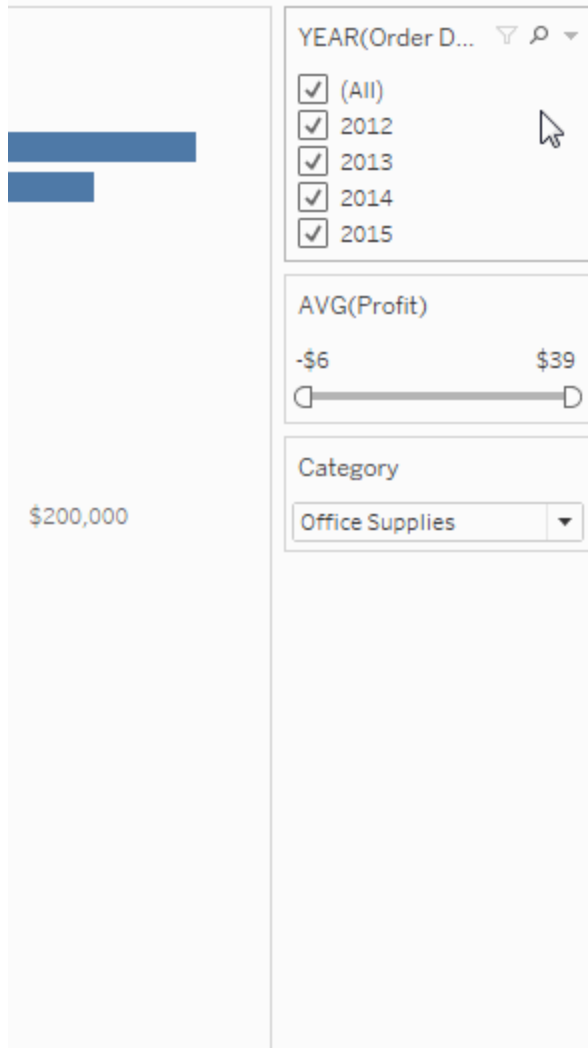 YEAR(Order D...
(All)
2012
2013
2014
2015
AVG(Profit)
-$6 $39
Category
Office Supplies
$200,000